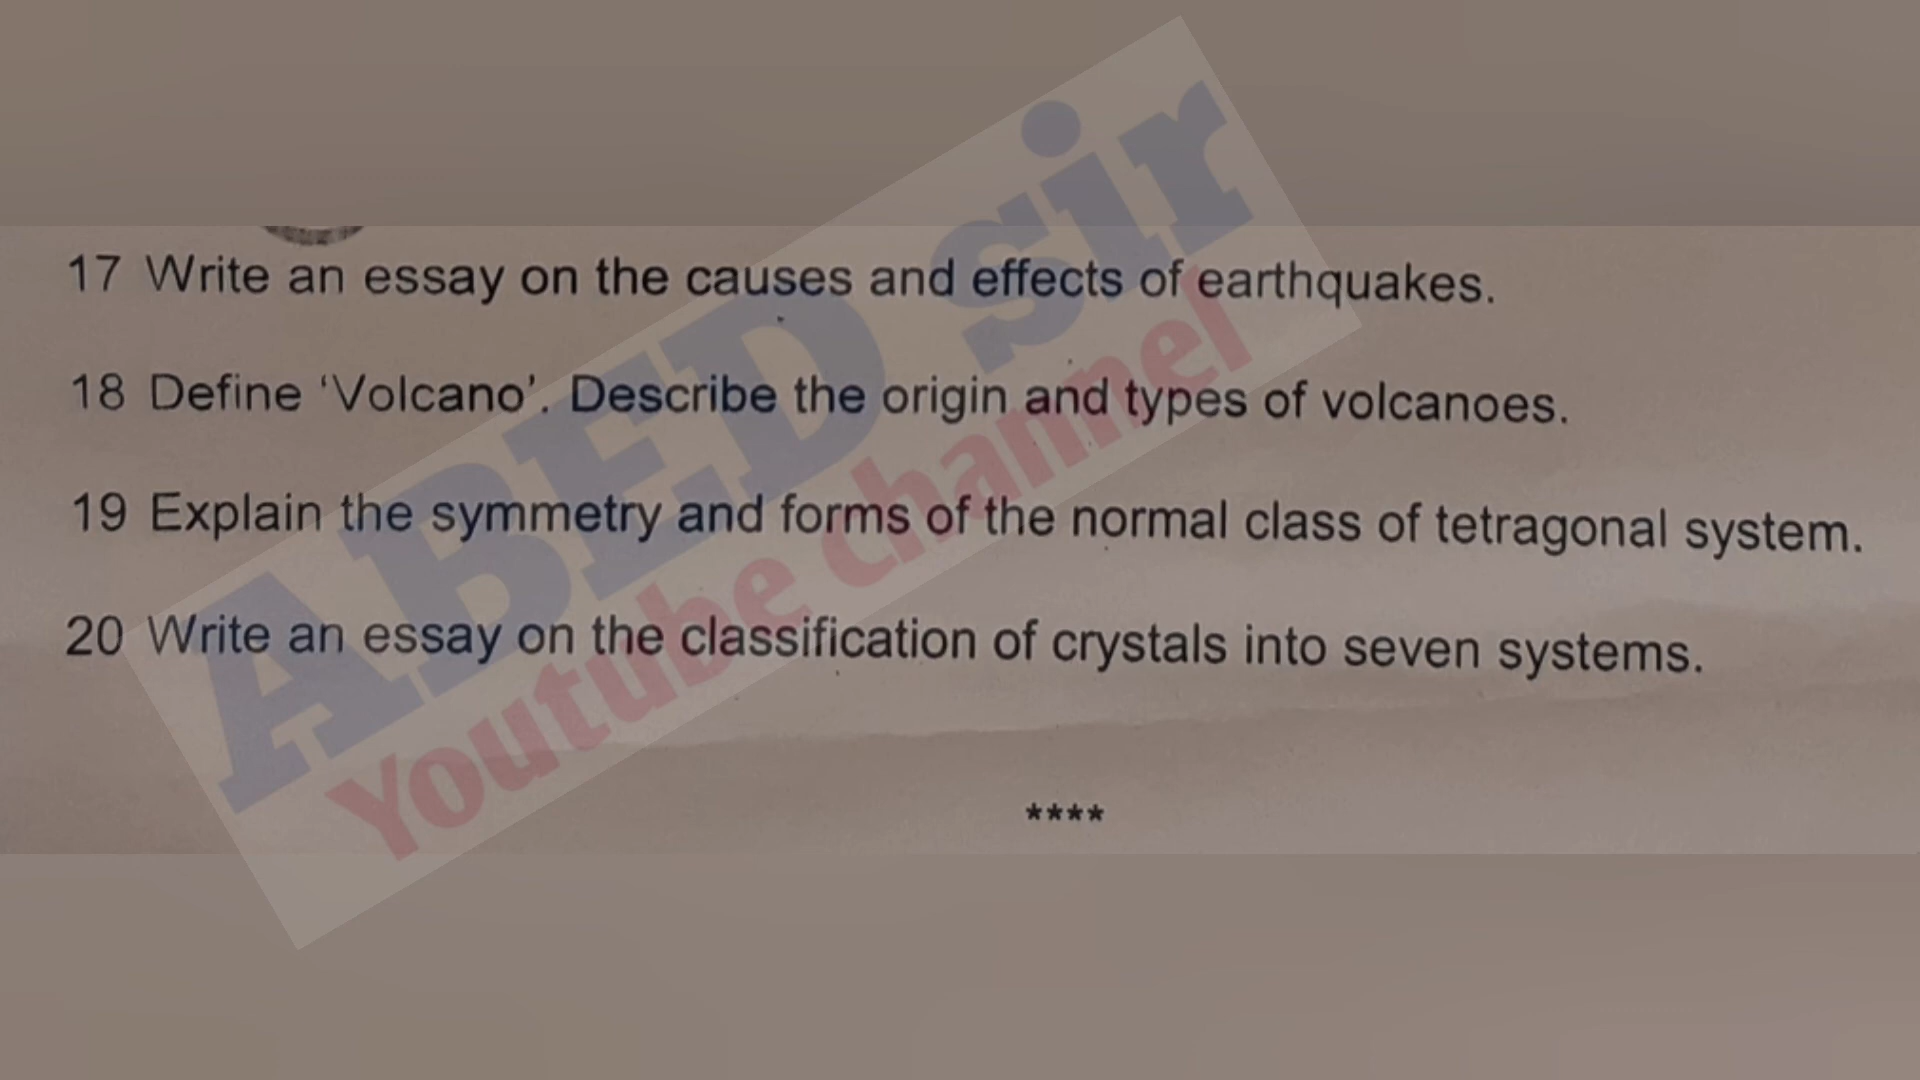 17 Write an essay on the causes and effects of earthquakes.
18 Define ‘Volcano’. Describe the origin and types of volcanoes.
19 Explain the symmetry and forms of the normal class of tetragonal system.
20 Write an essay on the classification of crystals into seven systems.
****
ABED sir
Youtube channel